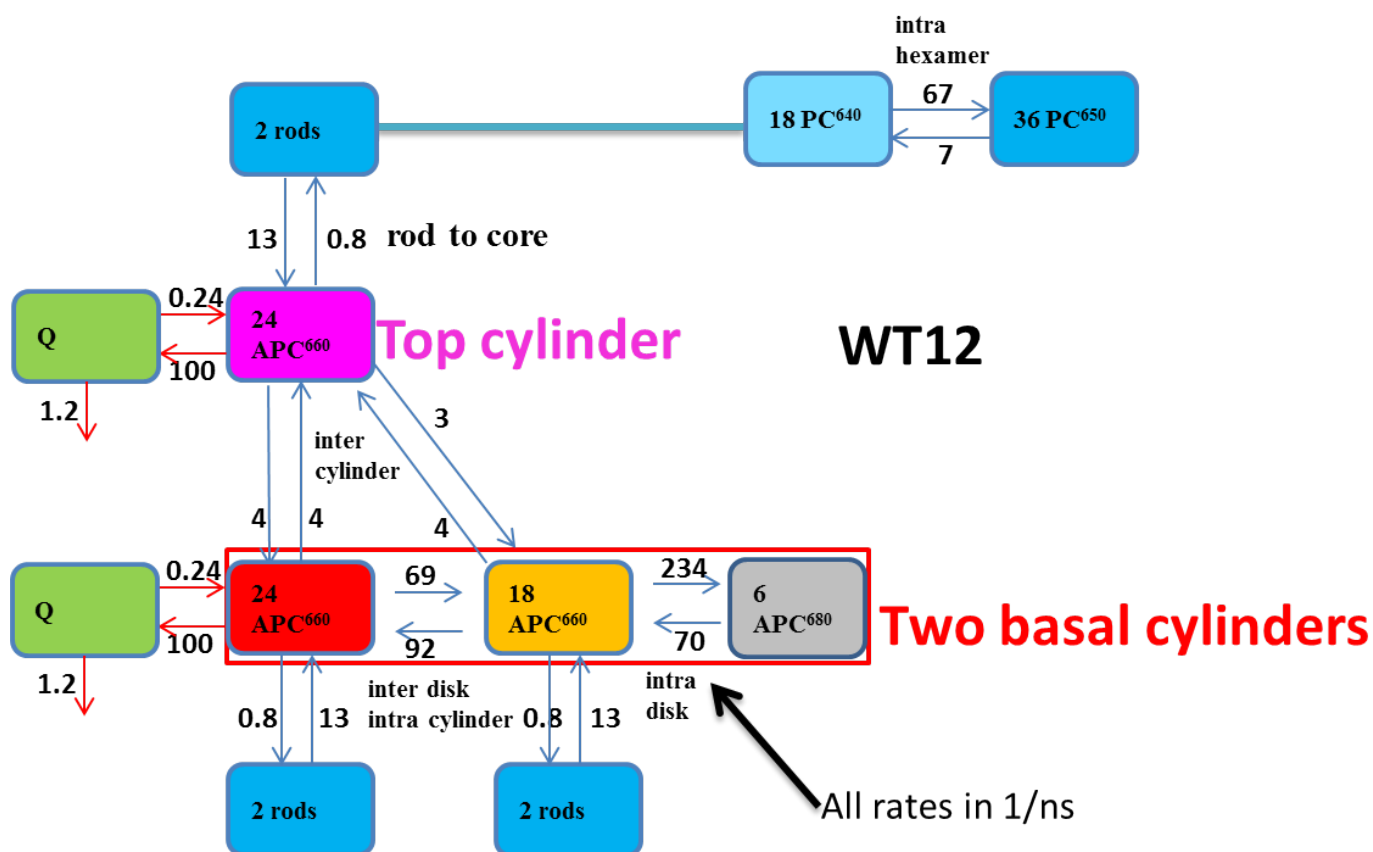 intra
hexamer
2 rods
18 PC⁶⁴⁰
67
36 PC⁶⁵⁰
7
13
0.8
rod to core
Q
0.24
24
APC⁶⁶⁰
Top cylinder
WT12
100
1.2
3
inter
cylinder
4
4
4
Q
0.24
24
APC⁶⁶⁰
69
18
APC⁶⁶⁰
234
6
APC⁶⁸⁰
Two basal cylinders
100
92
70
1.2
0.8
13
inter disk
intra cylinder
0.8
13
intra
disk
2 rods
2 rods
All rates in 1/ns